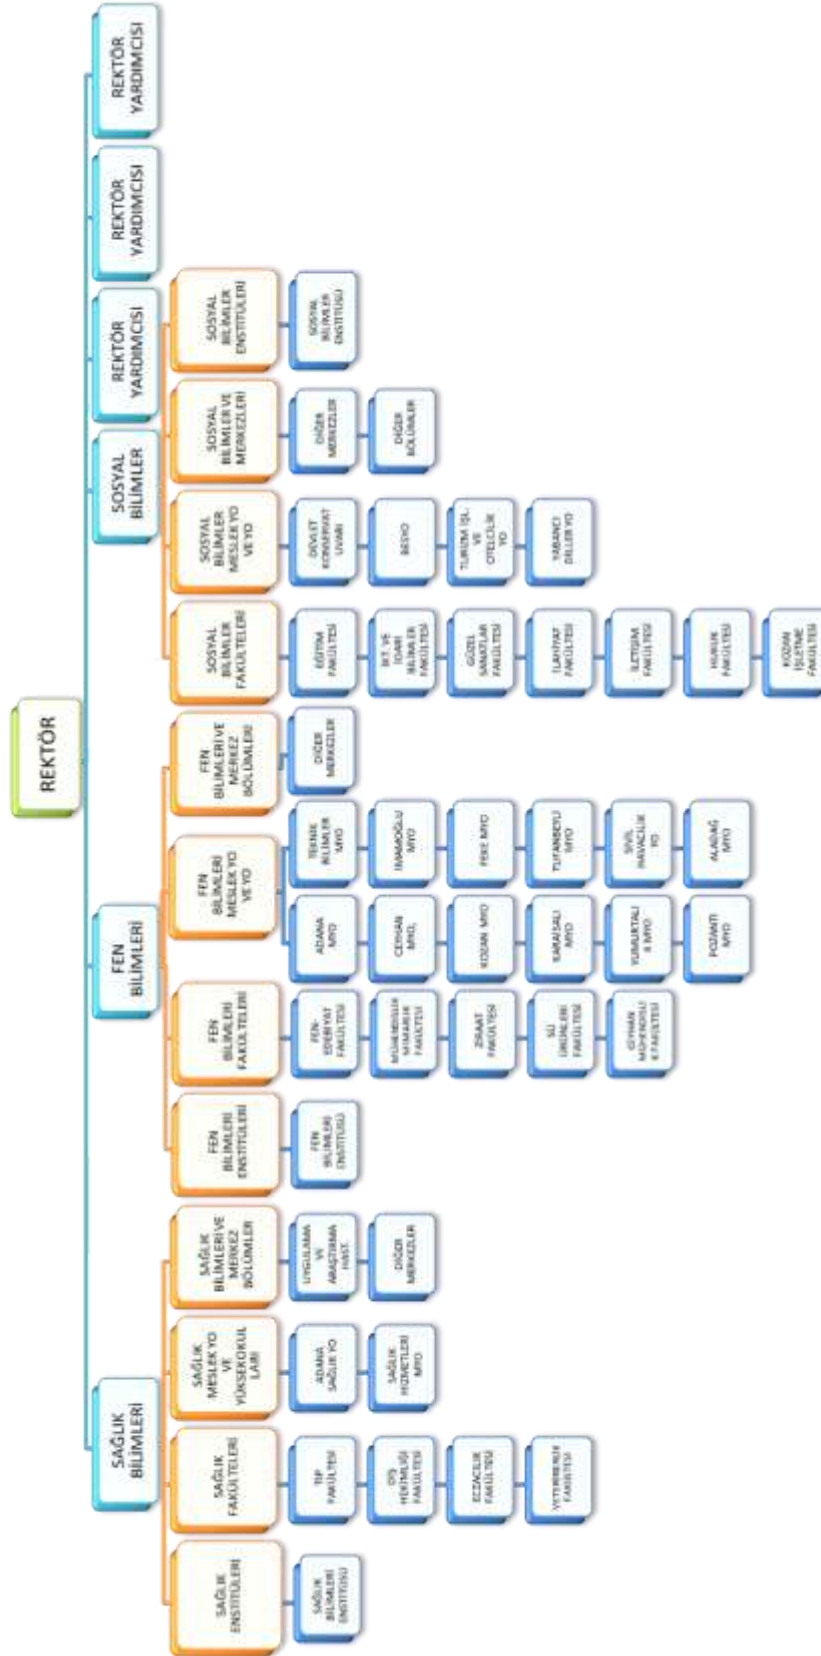 REKTÖR
SAĞLIK
BİLİMLERİ
FEN
BİLİMLERİ
SOSYAL
BİLİMLER
REKTÖR
YARDIMCISI
REKTÖR
YARDIMCISI
REKTÖR
YARDIMCISI
SAĞLIK
ENSTİTÜLERİ
SAĞLIK
BİLİMLERİ
ENSTİTÜSÜ
SAĞLIK
FAKÜLTELERİ
TIP
FAKÜLTESİ
DİŞ
HEKİMLİĞİ
FAKÜLTESİ
ECZACILIK
FAKÜLTESİ
VETERİNERLİK
FAKÜLTESİ
SAĞLIK
MESLEK YO
VE
YÜKSEKOKUL
LARI
ADANA
SAĞLIK YO
SAĞLIK
HİZMETLERİ
MYO
SAĞLIK
BİLİMLERİ VE
MERKEZ
BÖLÜMLER
UYGULAMA
VE
ARAŞTIRMA
HAST.
DİĞER
MERKEZLER
FEN
BİLİMLERİ
ENSTİTÜLERİ
FEN
BİLİMLERİ
ENSTİTÜSÜ
FEN
BİLİMLERİ
FAKÜLTELERİ
FEN-
EDEBİYAT
FAKÜLTESİ
MÜHENDİSLİK
MİMARLIK
FAKÜLTESİ
ZİRAAT
FAKÜLTESİ
SU
ÜRÜNLERİ
FAKÜLTESİ
CEYHAN
MÜHENDİSLİ
K FAKÜLTESİ
FEN
BİLİMLERİ
MESLEK YO
VE YO
ADANA
MYO
CEYHAN
MYO,
KOZAN MYO
KARAİSALI
MYO
YUMURTALI
K MYO
POZANTI
MYO
TEKNİK
BİLİMLER
MYO
İMAMOĞLU
MYO
FEKE MYO
TUFANBEYLİ
MYO
SİVİL
HAVACILIK
YO
ALADAĞ
MYO
FEN
BİLİMLERİ VE
MERKEZ
BÖLÜMLERİ
DİĞER
MERKEZLER
SOSYAL
BİLİMLER
FAKÜLTELERİ
EĞİTİM
FAKÜLTESİ
İKT. VE
İDARİ
BİLİMLER
FAKÜLTESİ
GÜZEL
SANATLAR
FAKÜLTESİ
İLAHİYAT
FAKÜLTESİ
İLETİŞİM
FAKÜLTESİ
HUKUK
FAKÜLTESİ
KOZAN
İŞLETME
FAKÜLTESİ
SOSYAL
BİLİMLER
MESLEK YO
VE YO
DEVLET
KONSERVAT
UVARI
BESYO
TURİZM İŞL.
VE
OTELCİLİK
YO
YABANCI
DİLLER YO
SOSYAL
BİLİMLER VE
MERKEZLERİ
DİĞER
MERKEZLER
DİĞER
BÖLÜMLER
SOSYAL
BİLİMLER
ENSTİTÜLERİ
SOSYAL
BİLİMLER
ENSTİTÜSÜ